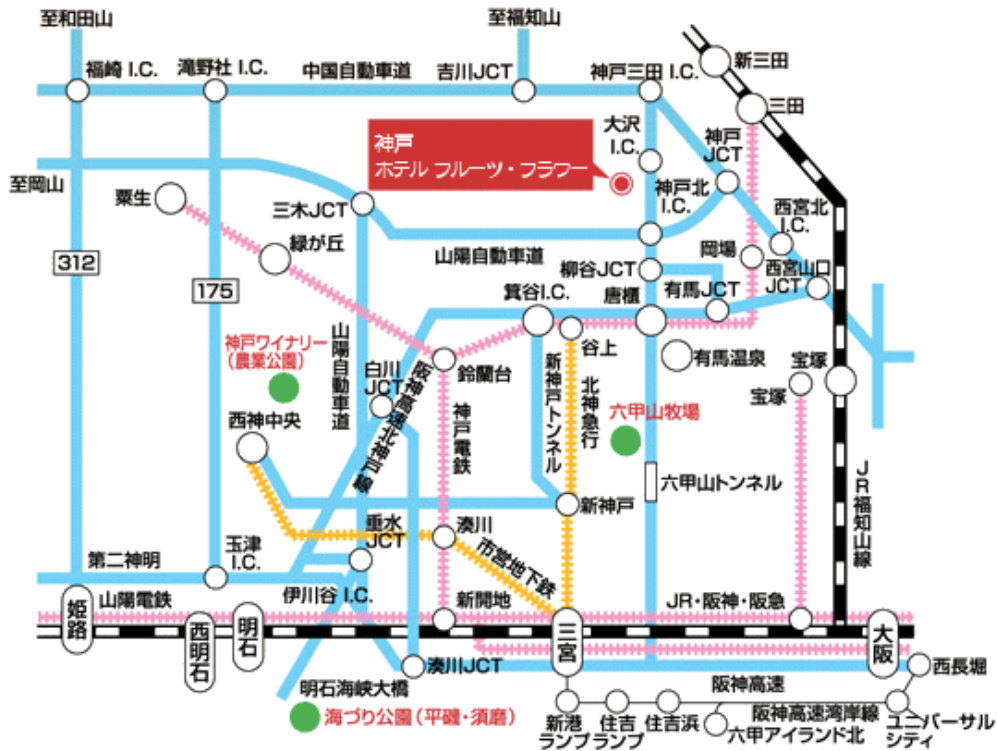 至和田山
至福知山
福崎 I.C.
滝野社 I.C.
中国自動車道
吉川JCT
神戸三田 I.C.
新三田
三田
大沢
I.C.
神戸
JCT
神戸
ホテル フルーツ・フラワー
至岡山
粟生
三木JCT
神戸北
I.C.
西宮北
I.C.
緑が丘
山陽自動車道
岡場
312
175
柳谷JCT
西宮山口
JCT
箕谷I.C.
唐櫃
有馬JCT
神戸ワイナリー
(農業公園)
山陽自動車道
白川
JCT
阪神高速北神戸線
鈴蘭台
谷上
有馬温泉
宝塚
宝塚
新神戸トンネル
北神急行
六甲山牧場
西神中央
神戸電鉄
六甲山トンネル
新神戸
JR福知山線
垂水
JCT
湊川
市営地下鉄
玉津
I.C.
第二神明
伊川谷 I.C.
山陽電鉄
新開地
JR・阪神・阪急
姫路
西明石
明石
三宮
大阪
湊川JCT
西長堀
明石海峡大橋
阪神高速
海づり公園(平磯・須磨)
新港
ランプ
住吉
ランプ
住吉浜
阪神高速湾岸線
六甲アイランド北
ユニバーサル
シティ